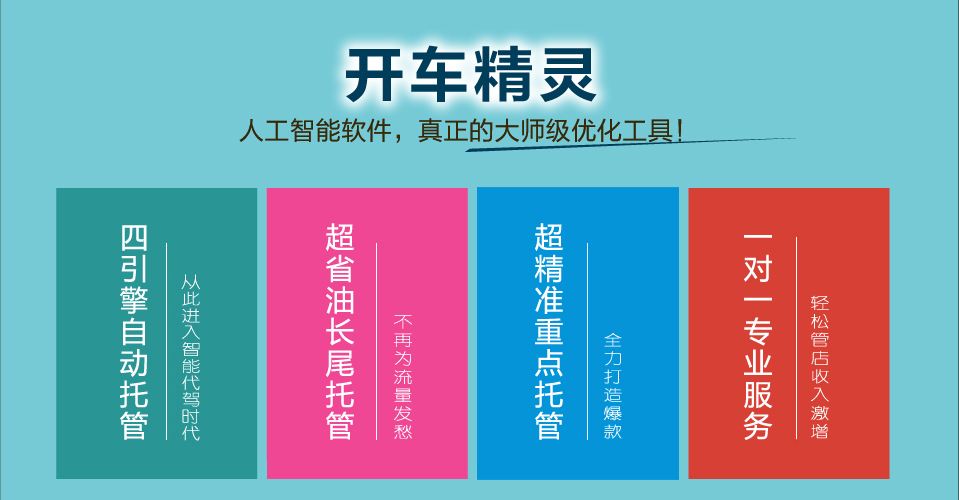 开车精灵
人工智能软件，真正的大师级优化工具！
四引擎自动托管
从此进入智能代驾时代
超省油长尾托管
不再为流量发愁
超精准重点托管
全力打造爆款
一对一专业服务
轻松管店收入激增